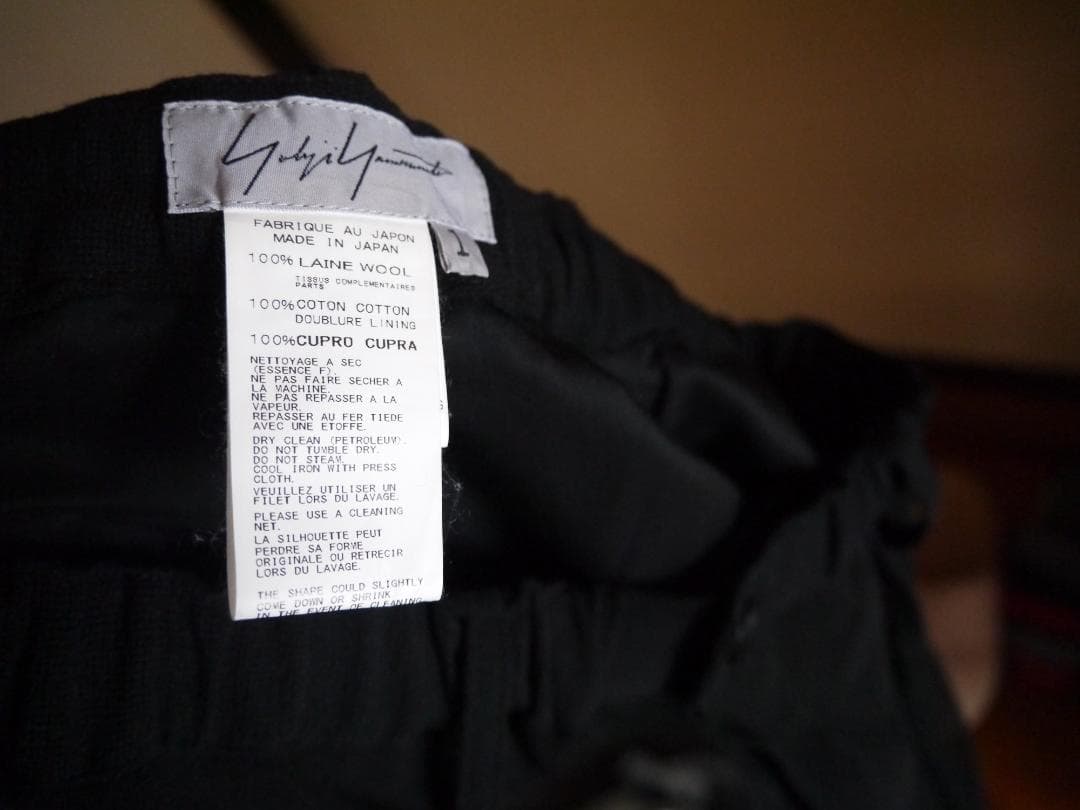 Yohji Yamamoto
1
FABRIQUE AU JAPON
MADE IN JAPAN
100% LAINE WOOL
TISSUS COMPLEMENTAIRES
PARTS
100% COTON COTTON
DOUBLURE LINING
100% CUPRO CUPRA
NETTOYAGE A SEC
(ESSENCE F).
NE PAS FAIRE SECHER A
LA MACHINE.
NE PAS REPASSER A LA
VAPEUR.
REPASSER AU FER TIEDE
AVEC UNE ETOFFE.
DRY CLEAN (PETROLEUM).
DO NOT TUMBLE DRY.
DO NOT STEAM.
COOL IRON WITH PRESS
CLOTH.
VEUILLEZ UTILISER UN
FILET LORS DU LAVAGE.
PLEASE USE A CLEANING
NET.
LA SILHOUETTE PEUT
PERDRE SA FORME
ORIGINALE OU RETRECIR
LORS DU LAVAGE.
THE SHAPE COULD SLIGHTLY
COME DOWN OR SHRINK
IN THE EVENT OF CLEANING